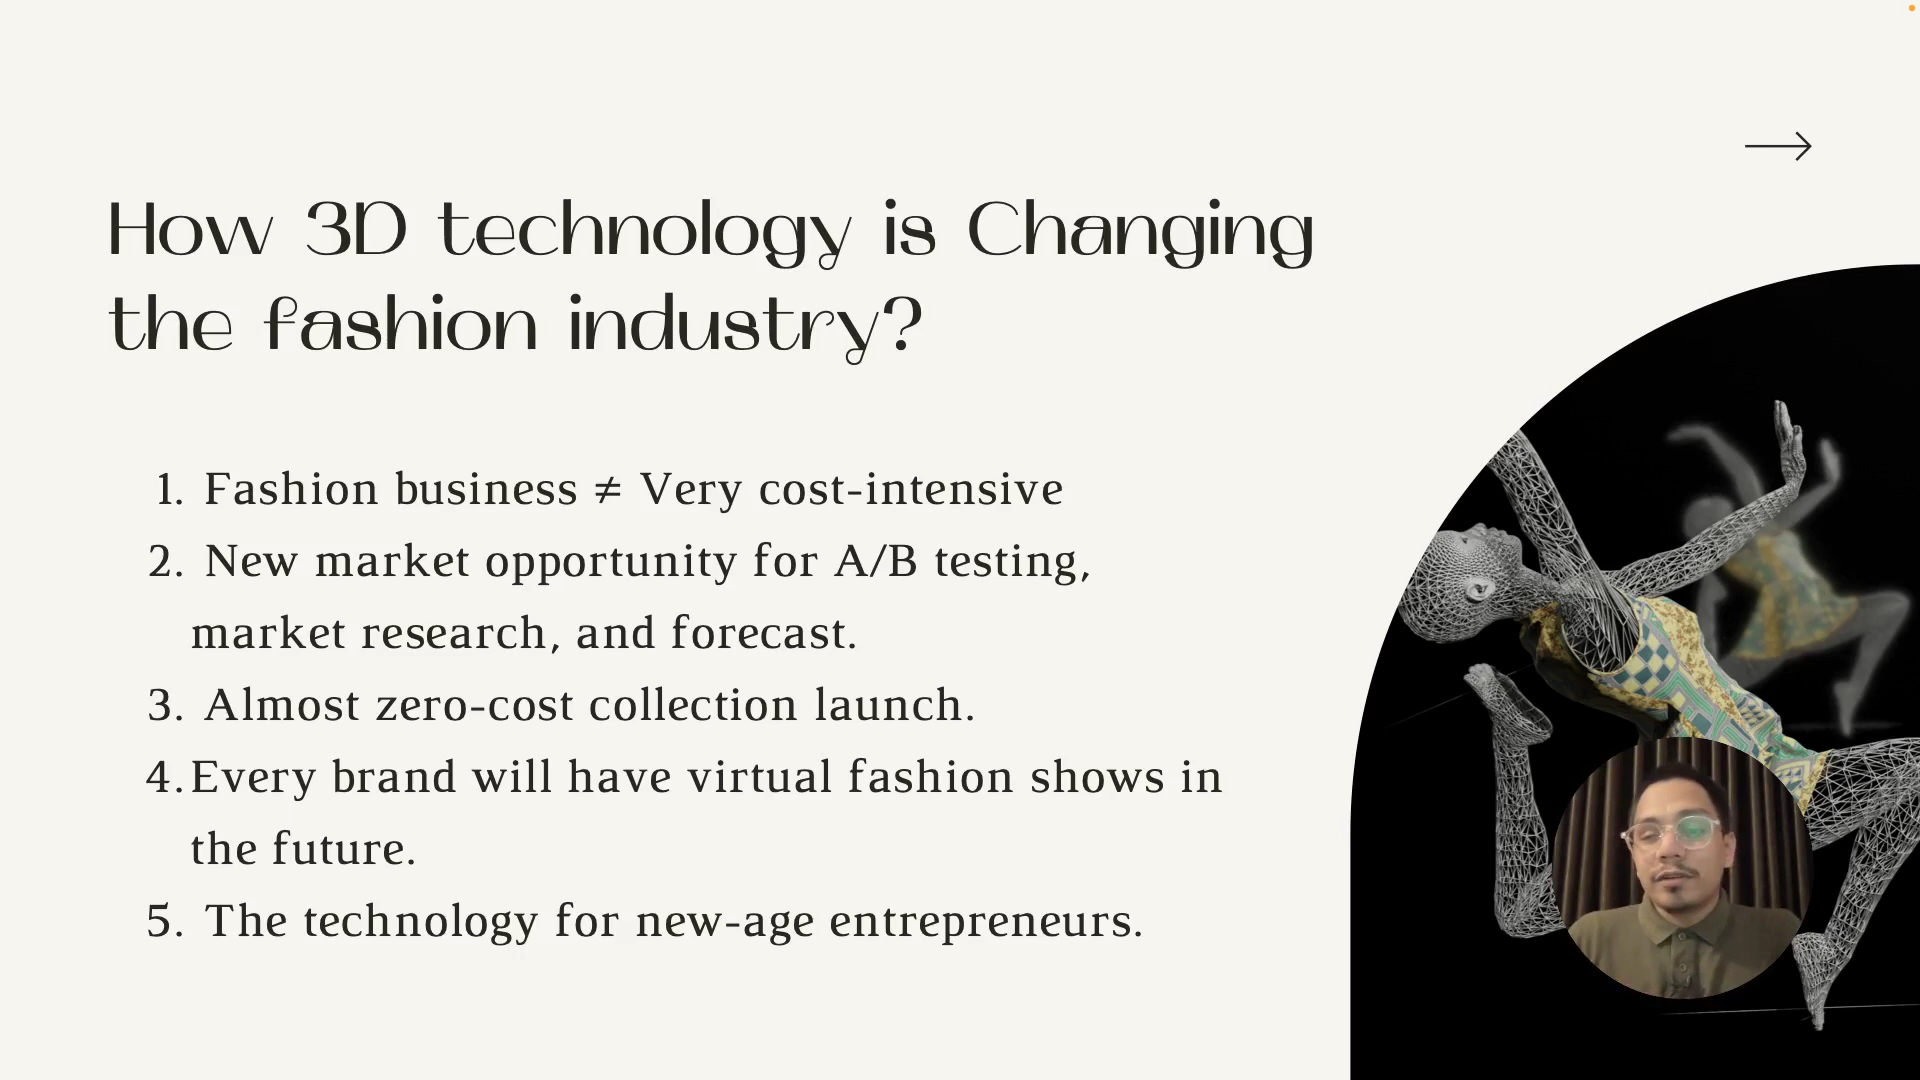 How 3D technology is Changing
the fashion industry?
1. Fashion business ≠ Very cost-intensive
2. New market opportunity for A/B testing,
market research, and forecast.
3. Almost zero-cost collection launch.
4. Every brand will have virtual fashion shows in
the future.
5. The technology for new-age entrepreneurs.